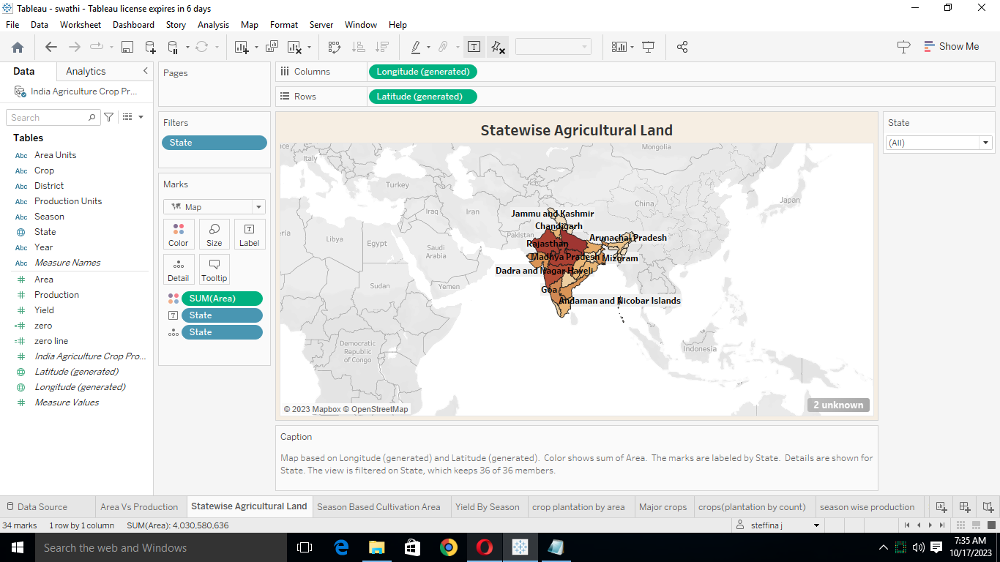 Tableau - swathi - Tableau license expires in 6 days
File Data Worksheet Dashboard Story Analysis Map Format Server Window Help
Show Me
Data Analytics
India Agriculture Crop Pr...
Search
Tables
Abc Area Units
Abc Crop
Abc District
Abc Production Units
Abc Season
State
Abc Year
Abc Measure Names
# Area
# Production
# Yield
=# zero
=# zero line
# India Agriculture Crop Pro...
Latitude (generated)
Longitude (generated)
# Measure Values
Pages
Filters
State
Marks
Map
Color Size Label
Detail Tooltip
SUM(Area)
State
State
Columns Longitude (generated)
Rows Latitude (generated)
Statewise Agricultural Land
Mongolia
Italy
Turkey
China
Japan
Iraq
Iran
Jammu and Kashmir
Chandigarh
Pakistan
Arunachal Pradesh
Libya
Egypt
Rajasthan
Saudi
Arabia
Madhya Pradesh
Mizoram
Dadra and Nagar Haveli
Sudan
Yemen
Goa
Andaman and Nicobar Islands
Democratic
Republic
of Congo
Indonesia
2 unknown
© 2023 Mapbox © OpenStreetMap
State
(All)
Caption
Map based on Longitude (generated) and Latitude (generated). Color shows sum of Area. The marks are labeled by State. Details are shown for
State. The view is filtered on State, which keeps 36 of 36 members.
Data Source Area Vs Production Statewise Agricultural Land Season Based Cultivation Area Yield By Season crop plantation by area Major crops crops(plantation by count) season wise production
34 marks 1 row by 1 column SUM(Area): 4,030,580,636 steffina j
Search the web and Windows
7:35 AM
10/17/2023